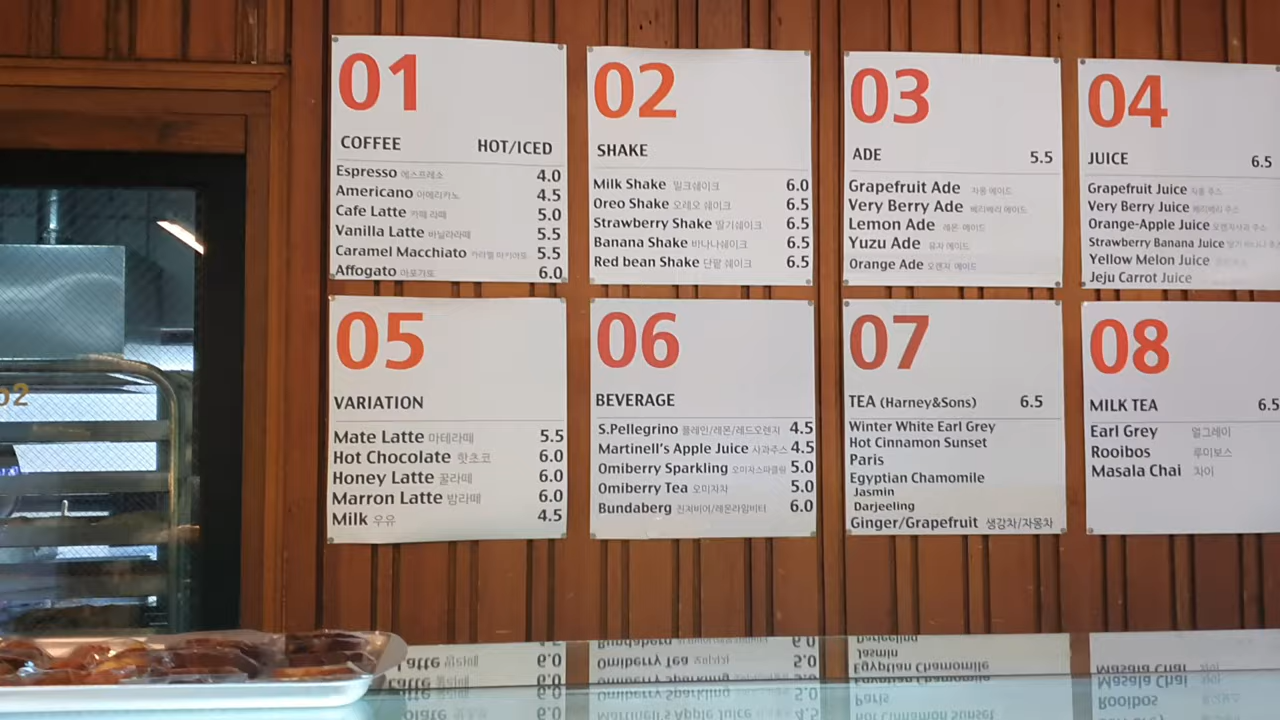 01
COFFEE HOT/ICED
Espresso 에스프레소 4.0
Americano 아메리카노 4.5
Cafe Latte 카페 라떼 5.0
Vanilla Latte 바닐라라떼 5.5
Caramel Macchiato 카라멜 마키아토 5.5
Affogato 아포가토 6.0
02
SHAKE
Milk Shake 밀크쉐이크 6.0
Oreo Shake 오레오 쉐이크 6.5
Strawberry Shake 딸기쉐이크 6.5
Banana Shake 바나나쉐이크 6.5
Red bean Shake 단팥 쉐이크 6.5
03
ADE 5.5
Grapefruit Ade 자몽 에이드
Very Berry Ade 베리베리 에이드
Lemon Ade 레몬 에이드
Yuzu Ade 유자 에이드
Orange Ade 오렌지 에이드
04
JUICE 6.5
Grapefruit Juice 자몽 주스
Very Berry Juice 베리베리 주스
Orange-Apple Juice 오렌지사과 주스
Strawberry Banana Juice 딸기 바나나
Yellow Melon Juice
Jeju Carrot Juice
05
VARIATION
Mate Latte 마테라떼 5.5
Hot Chocolate 핫초코 6.0
Honey Latte 꿀라떼 6.0
Marron Latte 밤라떼 6.0
Milk 우유 4.5
06
BEVERAGE
S.Pellegrino 플레인/레몬/레드오렌지 4.5
Martinell's Apple Juice 사과주스 4.5
Omiberry Sparkling 오미자스파클링 5.0
Omiberry Tea 오미자차 5.0
Bundaberg 진저비어/레몬라임비터 6.0
07
TEA (Harney&Sons) 6.5
Winter White Earl Grey
Hot Cinnamon Sunset
Paris
Egyptian Chamomile
Jasmin
Darjeeling
Ginger/Grapefruit 생강차/자몽차
08
MILK TEA 6.5
Earl Grey 얼그레이
Rooibos 루이보스
Masala Chai 차이